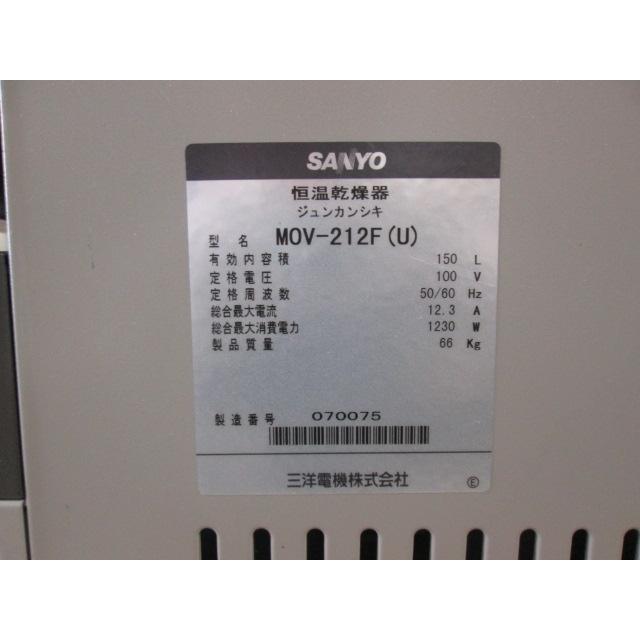 SANYO
恒温乾燥器
ジュンカンシキ
型 名 MOV-212F(U)
有効内容積 150 L
定格電圧 100 V
定格周波数 50/60 Hz
総合最大電流 12.3 A
総合最大消費電力 1230 W
製品質量 66 Kg
製造番号 070075
三洋電機株式会社 Ⓔ